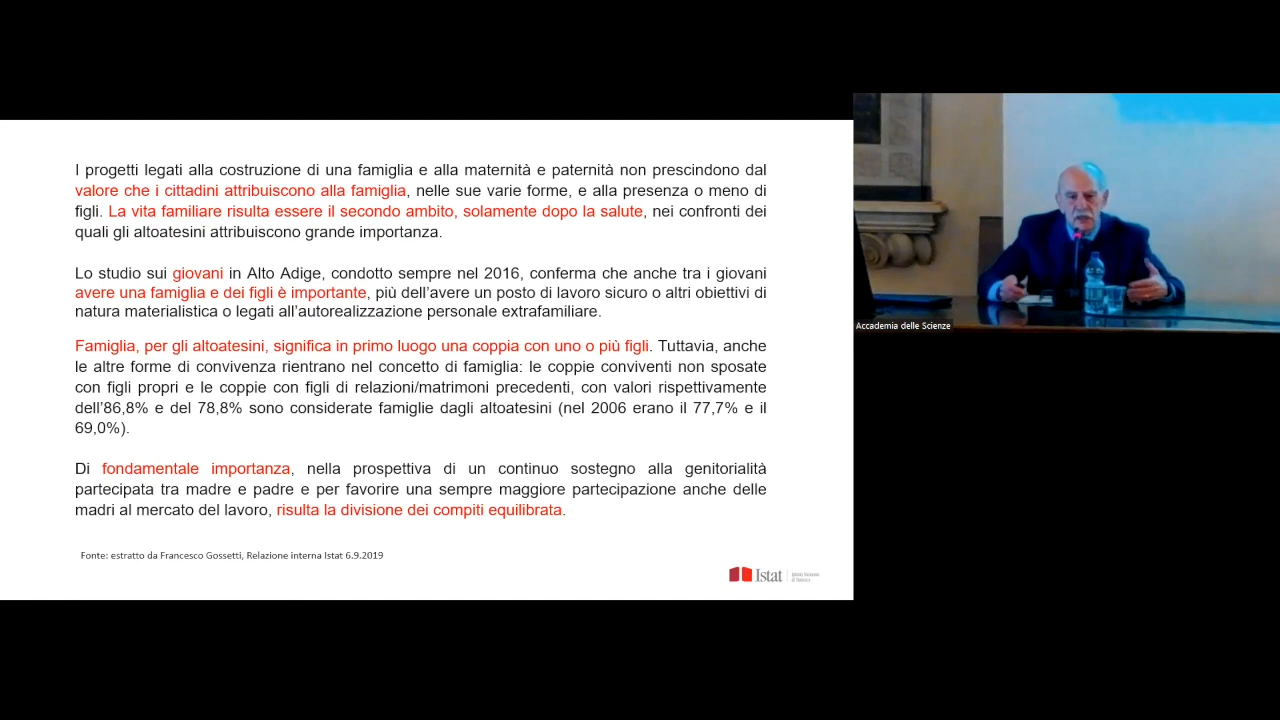 I progetti legati alla costruzione di una famiglia e alla maternità e paternità non prescindono dal
valore che i cittadini attribuiscono alla famiglia, nelle sue varie forme, e alla presenza o meno di
figli. La vita familiare risulta essere il secondo ambito, solamente dopo la salute, nei confronti dei
quali gli altoatesini attribuiscono grande importanza.
Lo studio sui giovani in Alto Adige, condotto sempre nel 2016, conferma che anche tra i giovani
avere una famiglia e dei figli è importante, più dell'avere un posto di lavoro sicuro o altri obiettivi di
natura materialistica o legati all'autorealizzazione personale extrafamiliare.
Famiglia, per gli altoatesini, significa in primo luogo una coppia con uno o più figli. Tuttavia, anche
le altre forme di convivenza rientrano nel concetto di famiglia: le coppie conviventi non sposate
con figli propri e le coppie con figli di relazioni/matrimoni precedenti, con valori rispettivamente
dell'86,8% e del 78,8% sono considerate famiglie dagli altoatesini (nel 2006 erano il 77,7% e il
69,0%).
Di fondamentale importanza, nella prospettiva di un continuo sostegno alla genitorialità
partecipata tra madre e padre e per favorire una sempre maggiore partecipazione anche delle
madri al mercato del lavoro, risulta la divisione dei compiti equilibrata.
Fonte: estratto da Francesco Gossetti, Relazione interna Istat 6.9.2019
Istat
Accademia delle Scienze